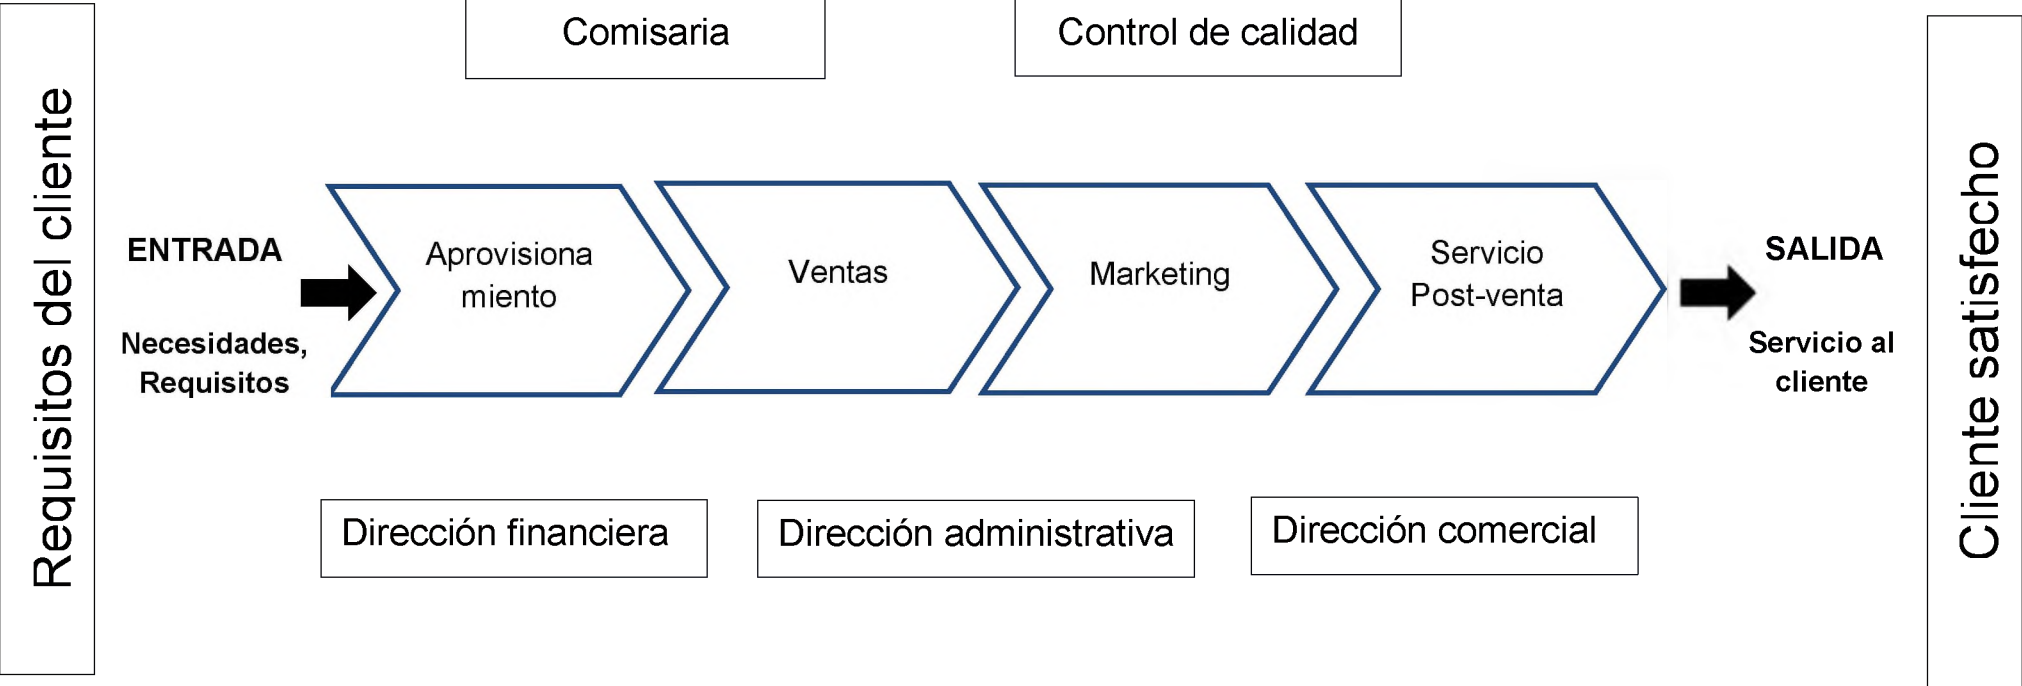 Comisaria
Control de calidad
Requisitos del cliente
ENTRADA
Necesidades,
Requisitos
Aprovisiona
miento
Ventas
Marketing
Servicio
Post-venta
SALIDA
Servicio al
cliente
Cliente satisfecho
Dirección financiera
Dirección administrativa
Dirección comercial